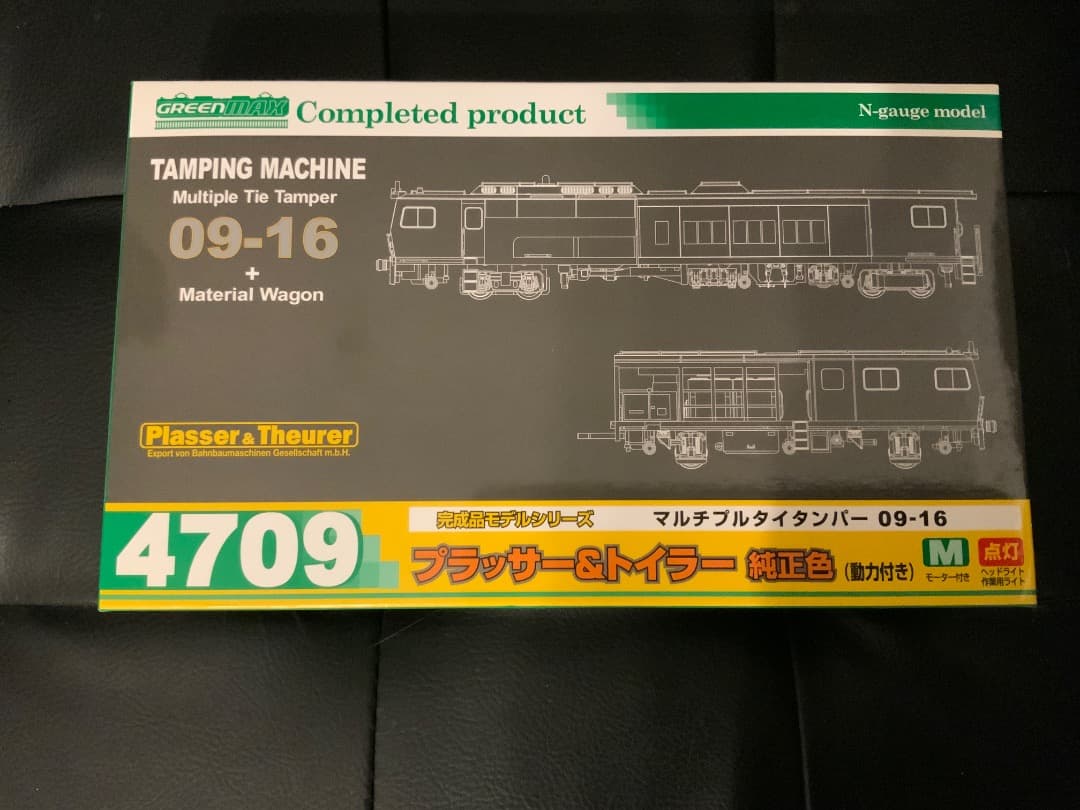 GREENMAX Completed product
N-gauge model
TAMPING MACHINE
Multiple Tie Tamper
09-16
+
Material Wagon
Plasser & Theurer
Export von Bahnbaumaschinen Gesellschaft m.b.H.
4709
完成品モデルシリーズ
マルチプルタイタンパー 09-16
プラッサー&トイラー 純正色 (動力付き)
M
モーター付き
点灯
ヘッドライト
作業用ライト